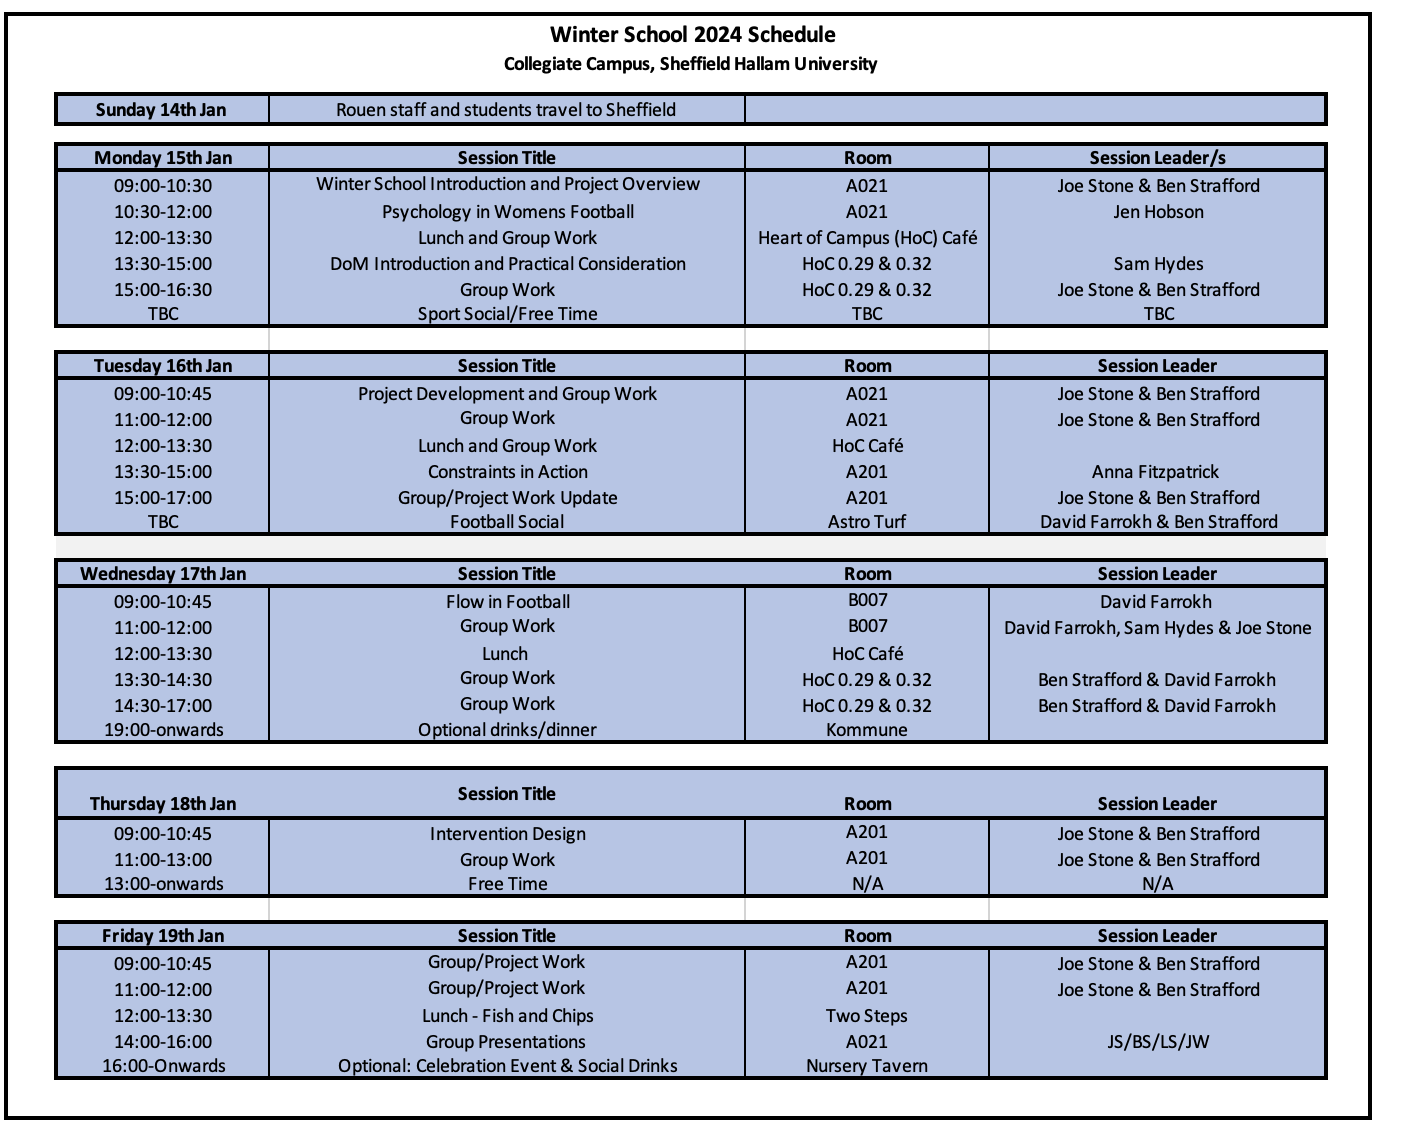 Winter School 2024 Schedule
Collegiate Campus, Sheffield Hallam University
Sunday 14th Jan Rouen staff and students travel to Sheffield
Monday 15th Jan Session Title Room Session Leader/s
09:00-10:30 Winter School Introduction and Project Overview A021 Joe Stone & Ben Strafford
10:30-12:00 Psychology in Womens Football A021 Jen Hobson
12:00-13:30 Lunch and Group Work Heart of Campus (HoC) Café
13:30-15:00 DoM Introduction and Practical Consideration HoC 0.29 & 0.32 Sam Hydes
15:00-16:30 Group Work HoC 0.29 & 0.32 Joe Stone & Ben Strafford
TBC Sport Social/Free Time TBC TBC
Tuesday 16th Jan Session Title Room Session Leader
09:00-10:45 Project Development and Group Work A021 Joe Stone & Ben Strafford
11:00-12:00 Group Work A021 Joe Stone & Ben Strafford
12:00-13:30 Lunch and Group Work HoC Café
13:30-15:00 Constraints in Action A201 Anna Fitzpatrick
15:00-17:00 Group/Project Work Update A201 Joe Stone & Ben Strafford
TBC Football Social Astro Turf David Farrokh & Ben Strafford
Wednesday 17th Jan Session Title Room Session Leader
09:00-10:45 Flow in Football B007 David Farrokh
11:00-12:00 Group Work B007 David Farrokh, Sam Hydes & Joe Stone
12:00-13:30 Lunch HoC Café
13:30-14:30 Group Work HoC 0.29 & 0.32 Ben Strafford & David Farrokh
14:30-17:00 Group Work HoC 0.29 & 0.32 Ben Strafford & David Farrokh
19:00-onwards Optional drinks/dinner Kommune
Thursday 18th Jan Session Title Room Session Leader
09:00-10:45 Intervention Design A201 Joe Stone & Ben Strafford
11:00-13:00 Group Work A201 Joe Stone & Ben Strafford
13:00-onwards Free Time N/A N/A
Friday 19th Jan Session Title Room Session Leader
09:00-10:45 Group/Project Work A201 Joe Stone & Ben Strafford
11:00-12:00 Group/Project Work A201 Joe Stone & Ben Strafford
12:00-13:30 Lunch - Fish and Chips Two Steps
14:00-16:00 Group Presentations A021 JS/BS/LS/JW
16:00-Onwards Optional: Celebration Event & Social Drinks Nursery Tavern